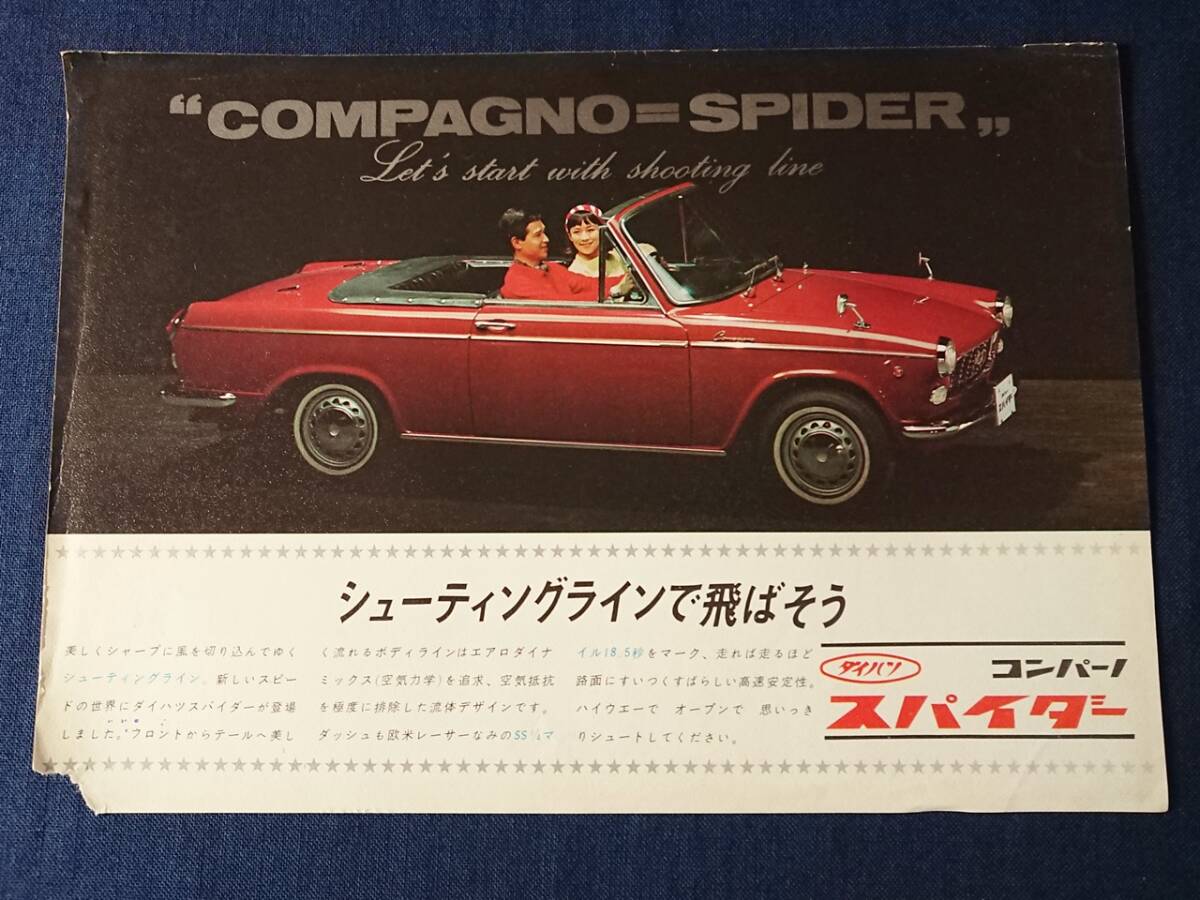 “COMPAGNO=SPIDER„
Let's start with shooting line
Compagno
スパイダー
シューティングラインで飛ばそう
美しくシャープに風を切り込んでゆく
シューティングライン。新しいスピー
ドの世界にダイハツスパイダーが登場
しました。フロントからテールへ美し
く流れるボディラインはエアロダイナ
ミックス(空気力学)を追求、空気抵抗
を極度に排除した流体デザインです。
ダッシュも欧米レーサーなみのSS¼マ
イル18.5秒をマーク、走れば走るほど
路面にすいつくすばらしい高速安定性。
ハイウエーで オープンで 思いっき
りシュートしてください。
ダイハツ
コンパーノ
スパイダー